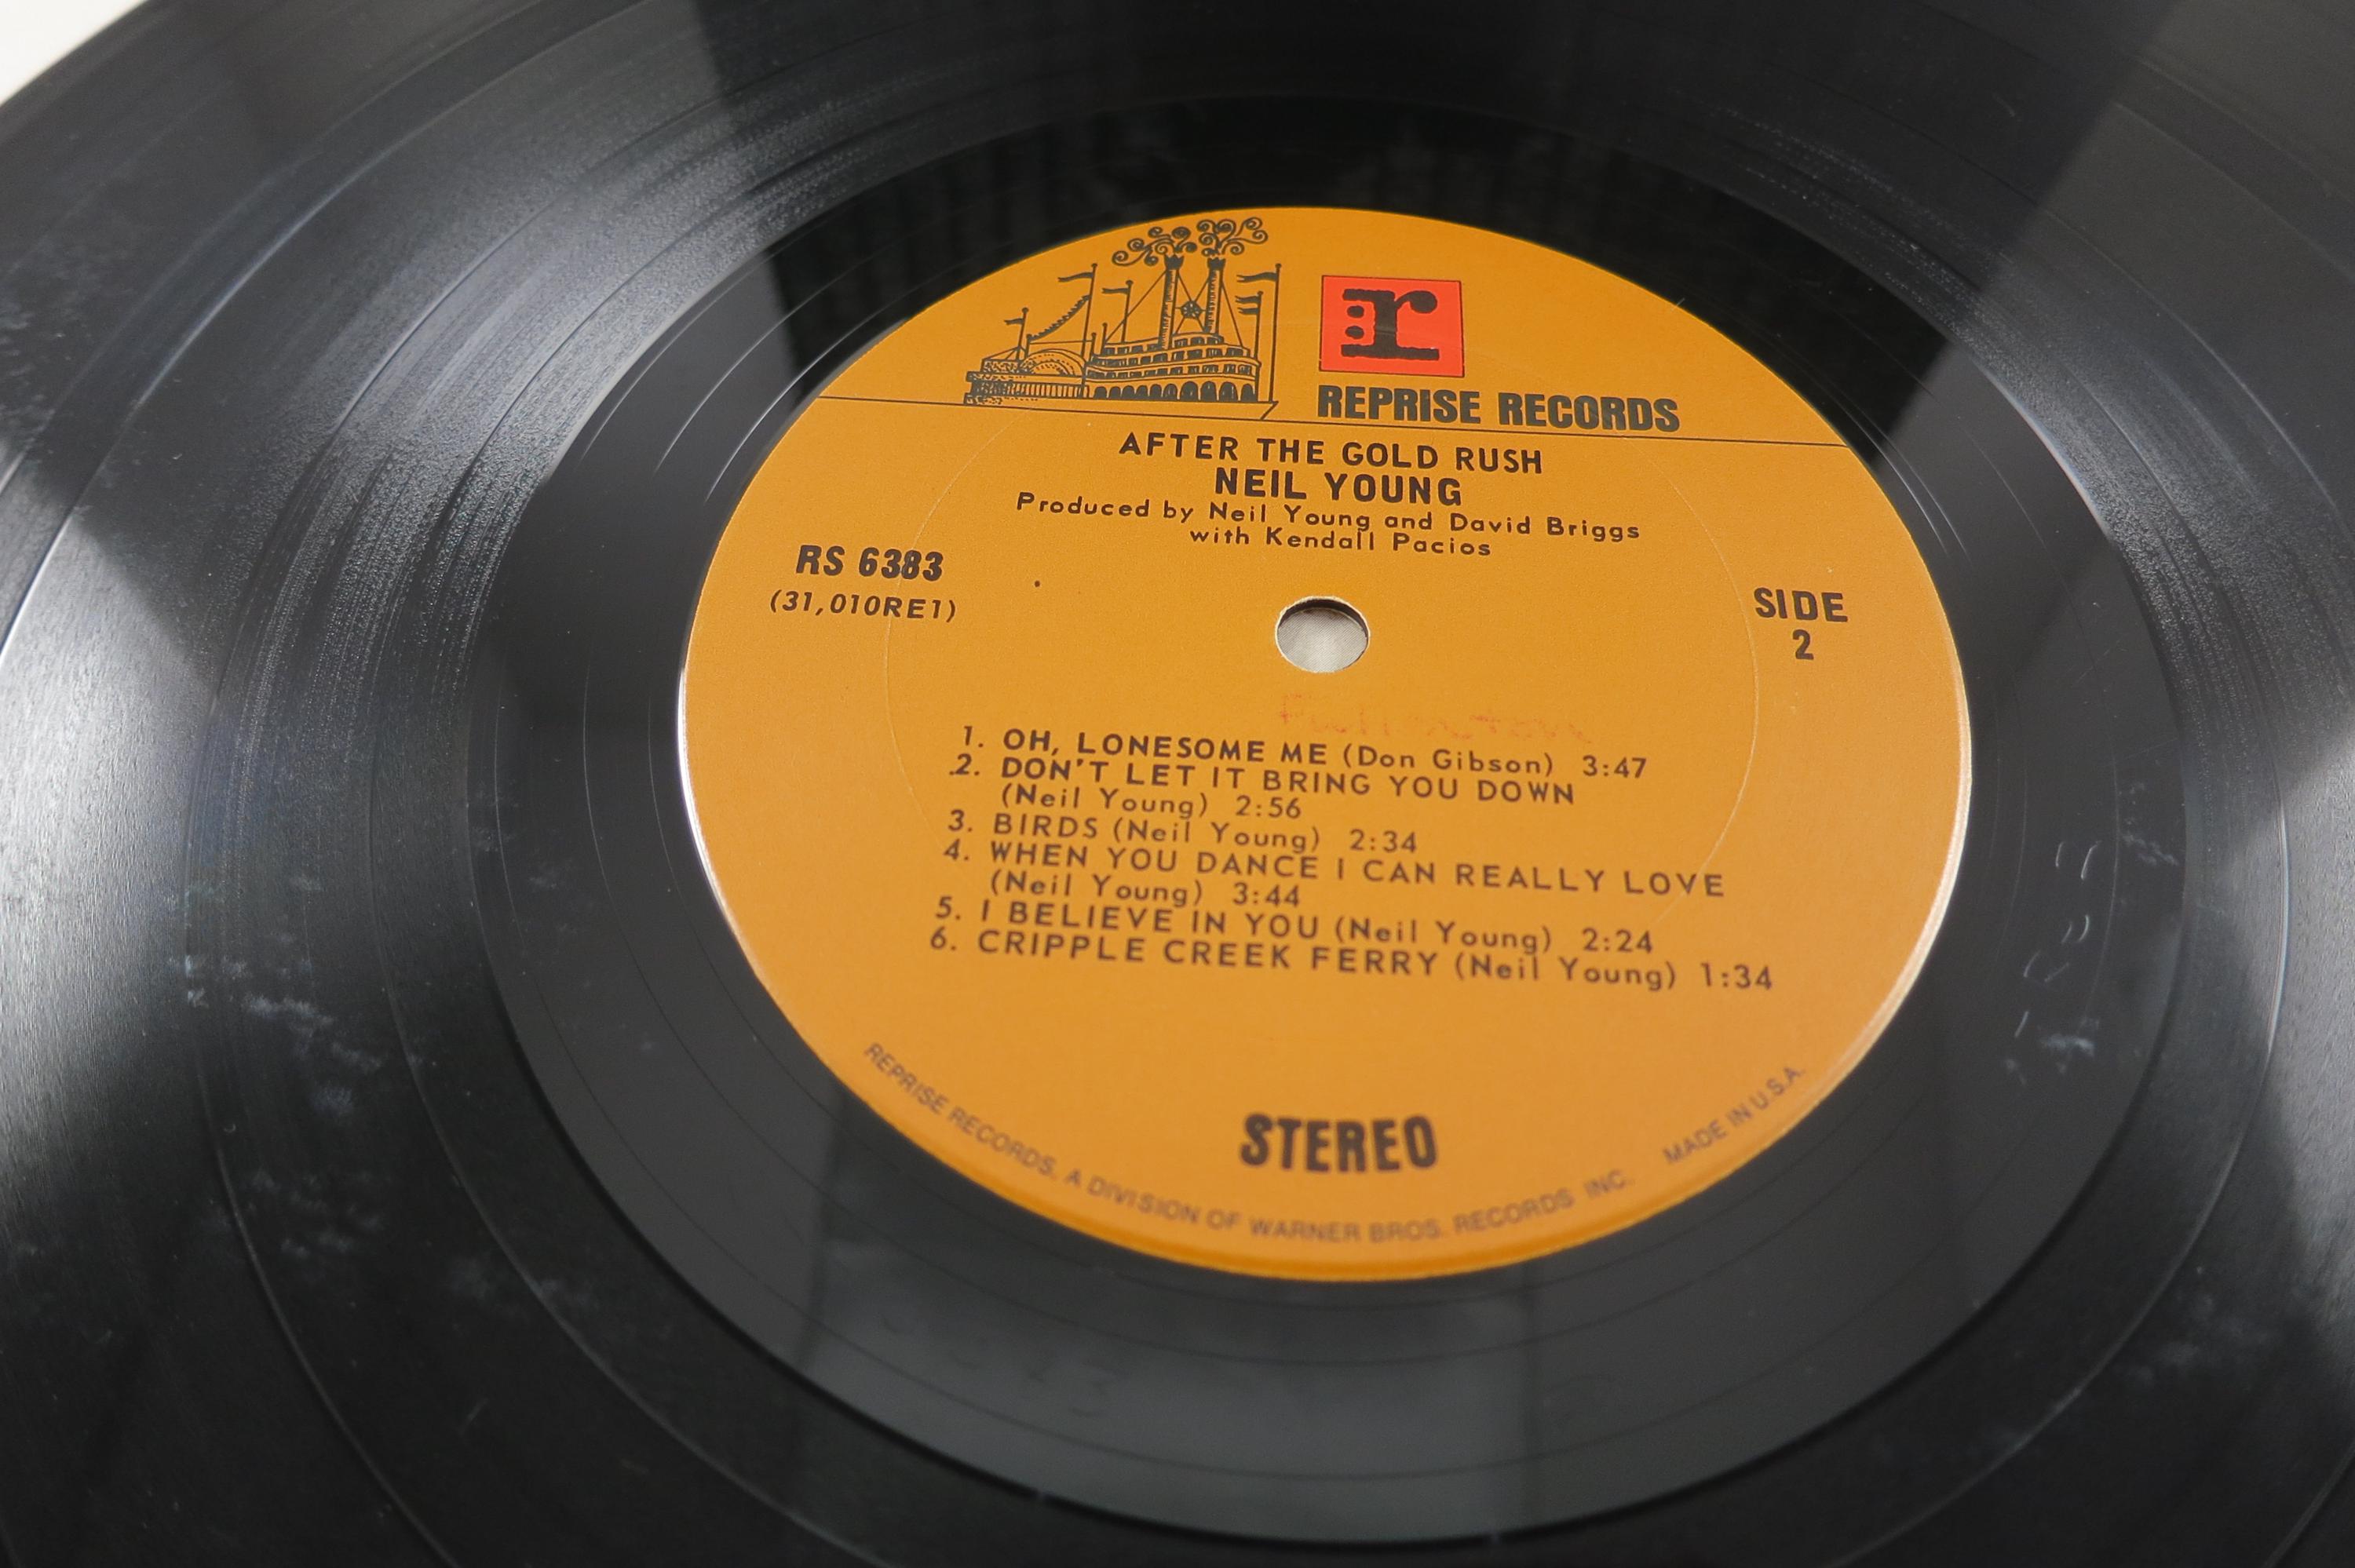 r:
REPRISE RECORDS
AFTER THE GOLD RUSH
NEIL YOUNG
Produced by Neil Young and David Briggs
with Kendall Pacios
RS 6383
(31,010RE1)
SIDE
2
1. OH, LONESOME ME (Don Gibson) 3:47
2. DON'T LET IT BRING YOU DOWN
(Neil Young) 2:56
3. BIRDS (Neil Young) 2:34
4. WHEN YOU DANCE I CAN REALLY LOVE
(Neil Young) 3:44
5. I BELIEVE IN YOU (Neil Young) 2:24
6. CRIPPLE CREEK FERRY (Neil Young) 1:34
STEREO
REPRISE RECORDS, A DIVISION OF WARNER BROS. RECORDS INC. MADE IN U.S.A.